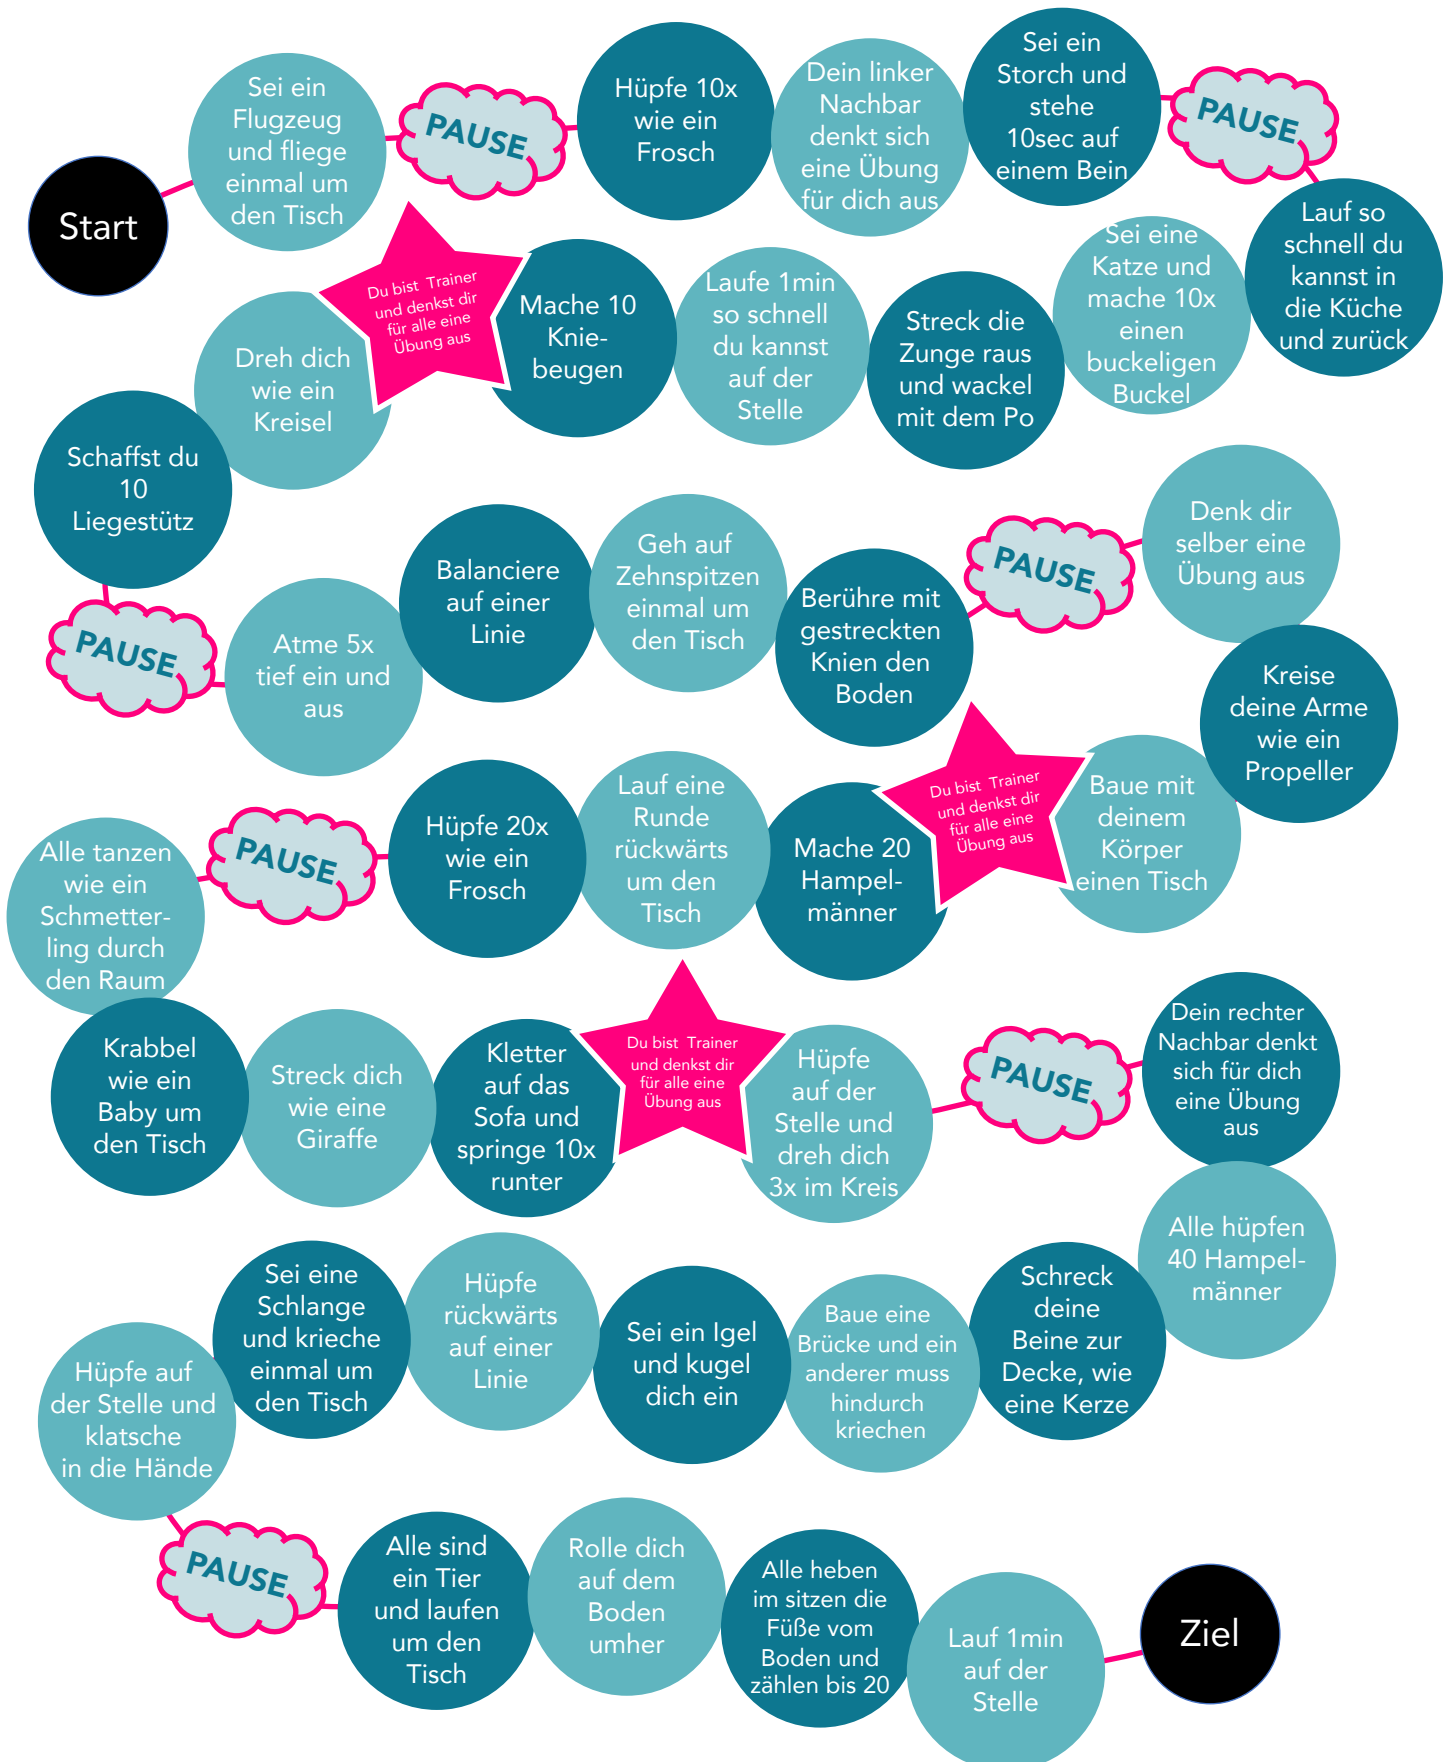 Start
Sei ein
Flugzeug
und fliege
einmal um
den Tisch
PAUSE
Hüpfe 10x
wie ein
Frosch
Dein linker
Nachbar
denkt sich
eine Übung
für dich aus
Sei ein
Storch und
stehe
10sec auf
einem Bein
PAUSE
Lauf so
schnell du
kannst in
die Küche
und zurück
Sei eine
Katze und
mache 10x
einen
buckeligen
Buckel
Streck die
Zunge raus
und wackel
mit dem Po
Laufe 1min
so schnell
du kannst
auf der
Stelle
Mache 10
Knie-
beugen
Du bist Trainer
und denkst dir
für alle eine
Übung aus
Dreh dich
wie ein
Kreisel
Schaffst du
10
Liegestütz
PAUSE
Atme 5x
tief ein und
aus
Balanciere
auf einer
Linie
Geh auf
Zehnspitzen
einmal um
den Tisch
Berühre mit
gestreckten
Knien den
Boden
PAUSE
Denk dir
selber eine
Übung aus
Kreise
deine Arme
wie ein
Propeller
Baue mit
deinem
Körper
einen Tisch
Du bist Trainer
und denkst dir
für alle eine
Übung aus
Mache 20
Hampel-
männer
Lauf eine
Runde
rückwärts
um den
Tisch
Hüpfe 20x
wie ein
Frosch
PAUSE
Alle tanzen
wie ein
Schmetter-
ling durch
den Raum
Krabbel
wie ein
Baby um
den Tisch
Streck dich
wie eine
Giraffe
Kletter
auf das
Sofa und
springe 10x
runter
Du bist Trainer
und denkst dir
für alle eine
Übung aus
Hüpfe
auf der
Stelle und
dreh dich
3x im Kreis
PAUSE
Dein rechter
Nachbar denkt
sich für dich
eine Übung
aus
Alle hüpfen
40 Hampel-
männer
Schreck
deine
Beine zur
Decke, wie
eine Kerze
Baue eine
Brücke und ein
anderer muss
hindurch
kriechen
Sei ein Igel
und kugel
dich ein
Hüpfe
rückwärts
auf einer
Linie
Sei eine
Schlange
und krieche
einmal um
den Tisch
Hüpfe auf
der Stelle und
klatsche
in die Hände
PAUSE
Alle sind
ein Tier
und laufen
um den
Tisch
Rolle dich
auf dem
Boden
umher
Alle heben
im sitzen die
Füße vom
Boden und
zählen bis 20
Lauf 1min
auf der
Stelle
Ziel